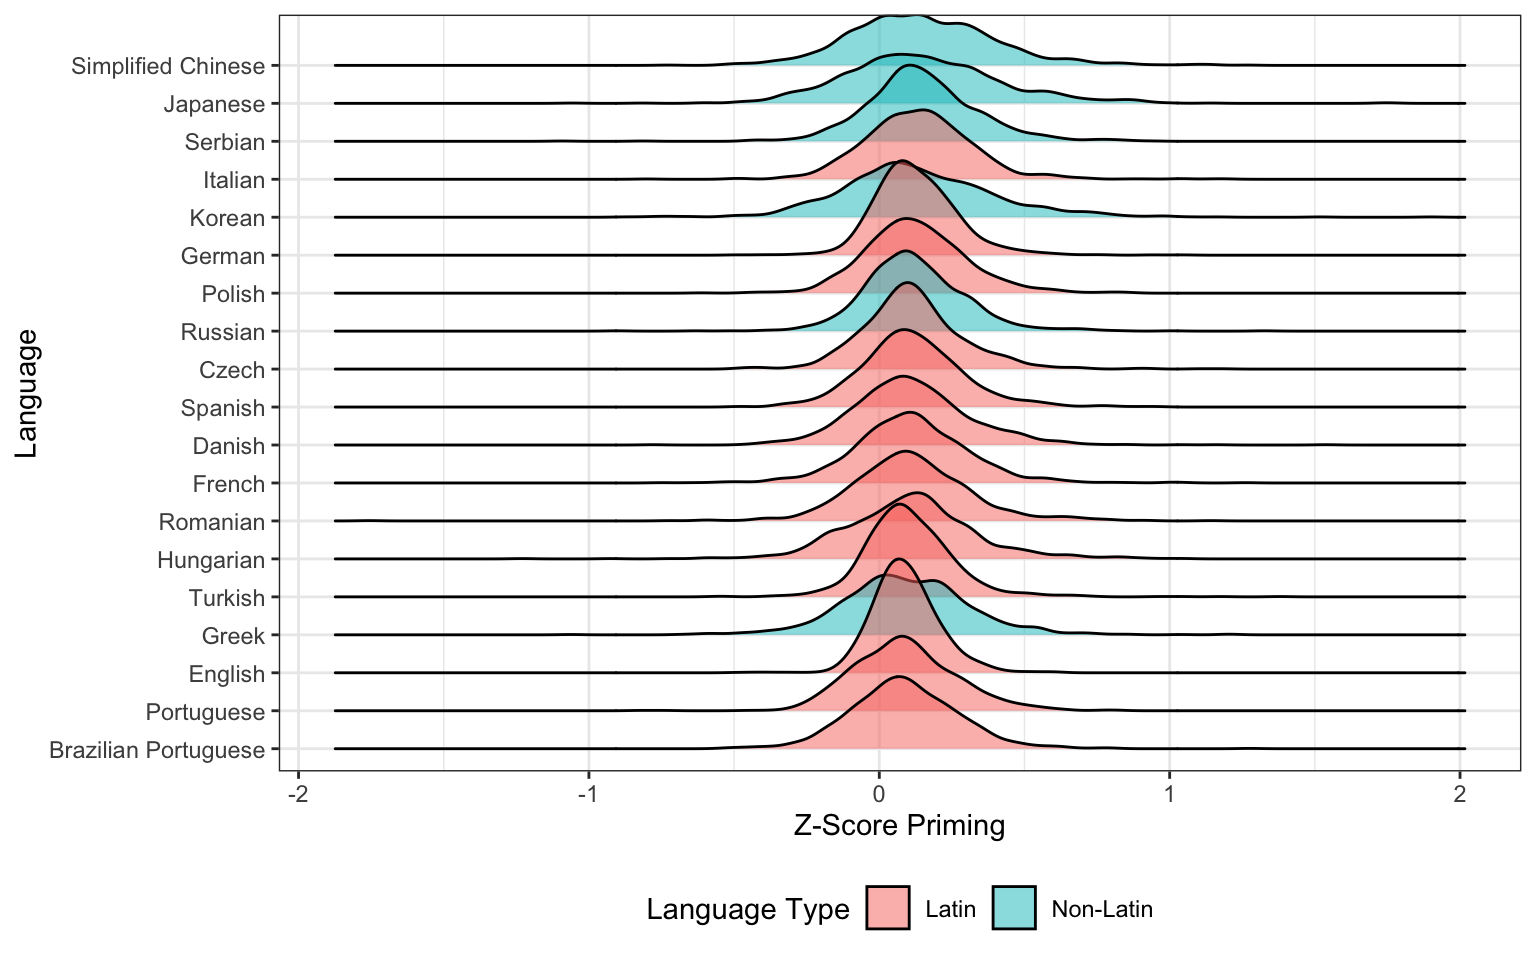 Simplified Chinese
Japanese
Serbian
Italian
Korean
German
Polish
Russian
Czech
Spanish
Danish
French
Romanian
Hungarian
Turkish
Greek
English
Portuguese
Brazilian Portuguese
Language
-2 -1 0 1 2
Z-Score Priming
Language Type Latin Non-Latin